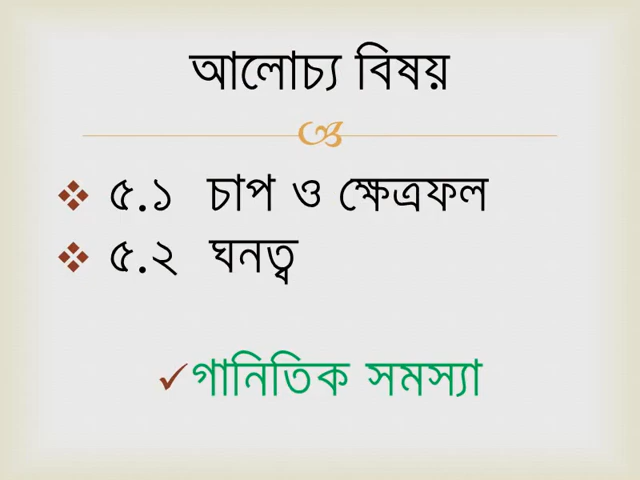 আলোচ্য বিষয়
৫.১ চাপ ও ক্ষেত্রফল
৫.২ ঘনত্ব
গানিতিক সমস্যা